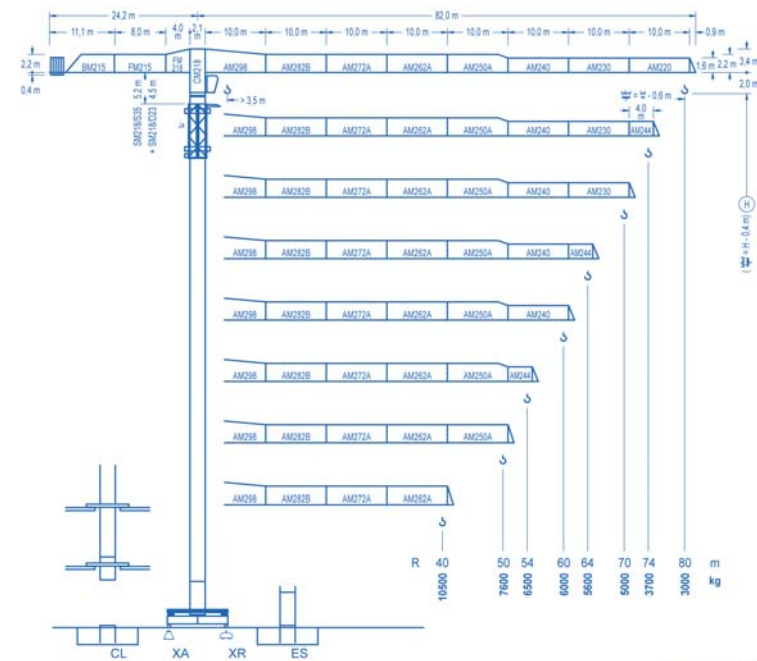 24,2 m 82,0 m
11,1 m 8,0 m 4,0 m 2,1 m 10,0 m 10,0 m 10,0 m 10,0 m 10,0 m 10,0 m 10,0 m 10,0 m 0,9 m
2,2 m BM215 FM215 FM 218 CM218 AM298 AM282B AM272A AM262A AM250A AM240 AM230 AM220 1,6 m 2,2 m 3,4 m
0,4 m 2,0 m
5,2 m 4,5 m
SM218/S35
+ SM218/D23
> 3,5 m
- 0,6 m
4,0 m
AM298 AM282B AM272A AM262A AM250A AM240 AM230 AM244
AM298 AM282B AM272A AM262A AM250A AM240 AM230
H
= H - 0,4 m)
AM298 AM282B AM272A AM262A AM250A AM240 AM244
AM298 AM282B AM272A AM262A AM250A AM240
AM298 AM282B AM272A AM262A AM250A AM244
AM298 AM282B AM272A AM262A AM250A
AM298 AM282B AM272A AM262A
R 40 50 54 60 64 70 74 80 m
10500 7600 6500 6000 5600 5000 3700 3000 kg
CL XA XR ES